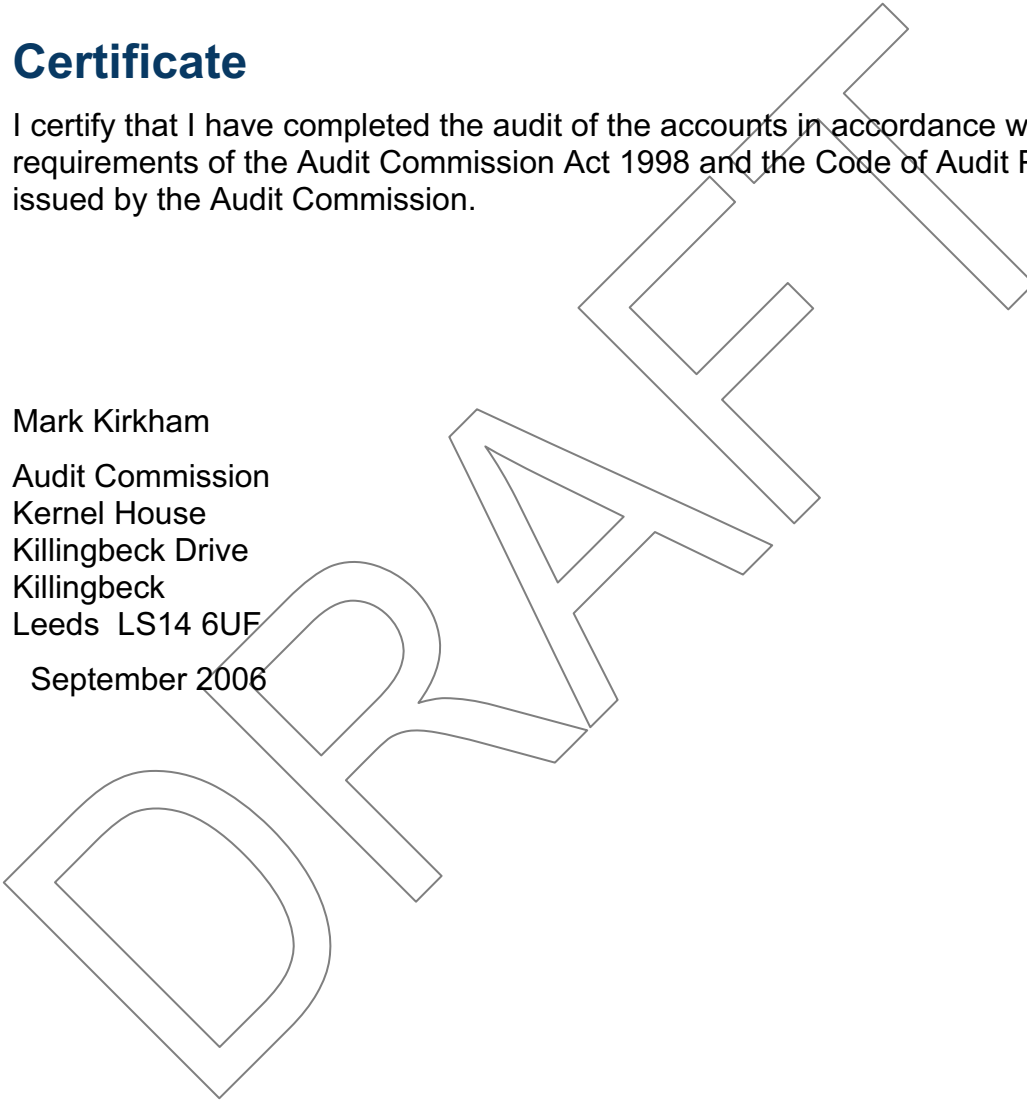 Certificate
I certify that I have completed the audit of the accounts in accordance w
requirements of the Audit Commission Act 1998 and the Code of Audit
issued by the Audit Commission.
Mark Kirkham
Audit Commission
Kernel House
Killingbeck Drive
Killingbeck
Leeds LS14 6UF
September 2006
DRAFT